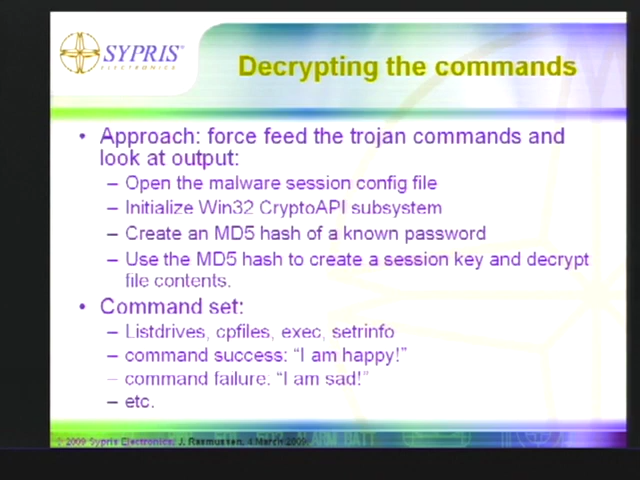 SYPRIS
ELECTRONICS
Decrypting the commands
• Approach: force feed the trojan commands and
look at output:
– Open the malware session config file
– Initialize Win32 CryptoAPI subsystem
– Create an MD5 hash of a known password
– Use the MD5 hash to create a session key and decrypt
file contents.
• Command set:
– Listdrives, cpfiles, exec, setrinfo
– command success: “I am happy!”
– command failure: “I am sad!”
– etc.
© 2009 Sypris Electronics, J. Rasmussen, 4 March 2009